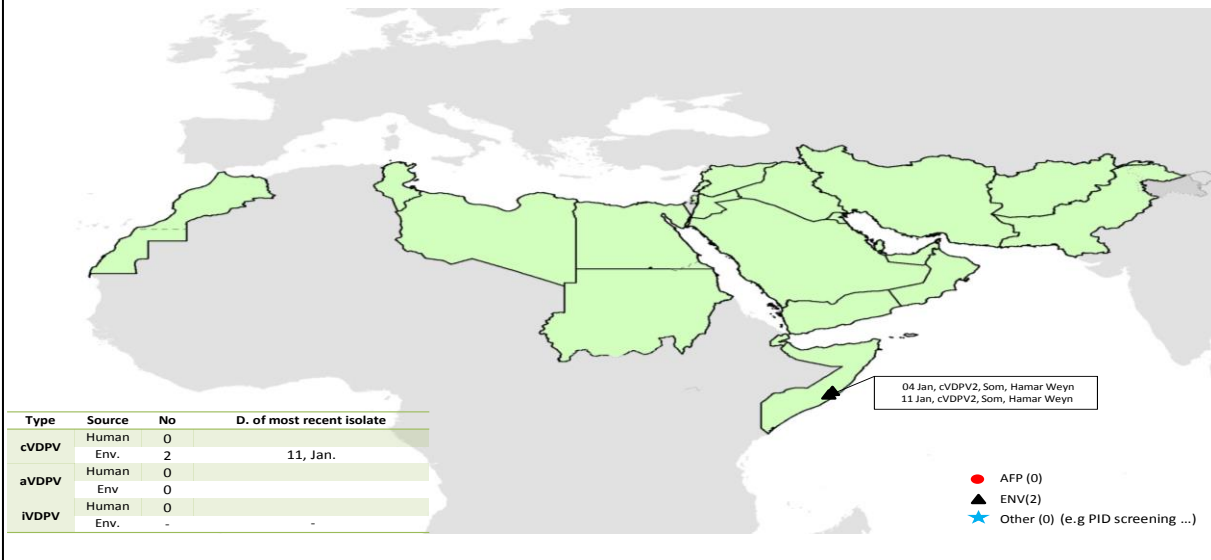 04 Jan, cVDPV2, Som, Hamar Weyn
11 Jan, cVDPV2, Som, Hamar Weyn
Type Source No D. of most recent isolate
cVDPV Human 0
Env. 2 11, Jan.
aVDPV Human 0
Env 0
iVDPV Human 0
Env. - -
AFP (0)
ENV(2)
Other (0) (e.g PID screening ...)